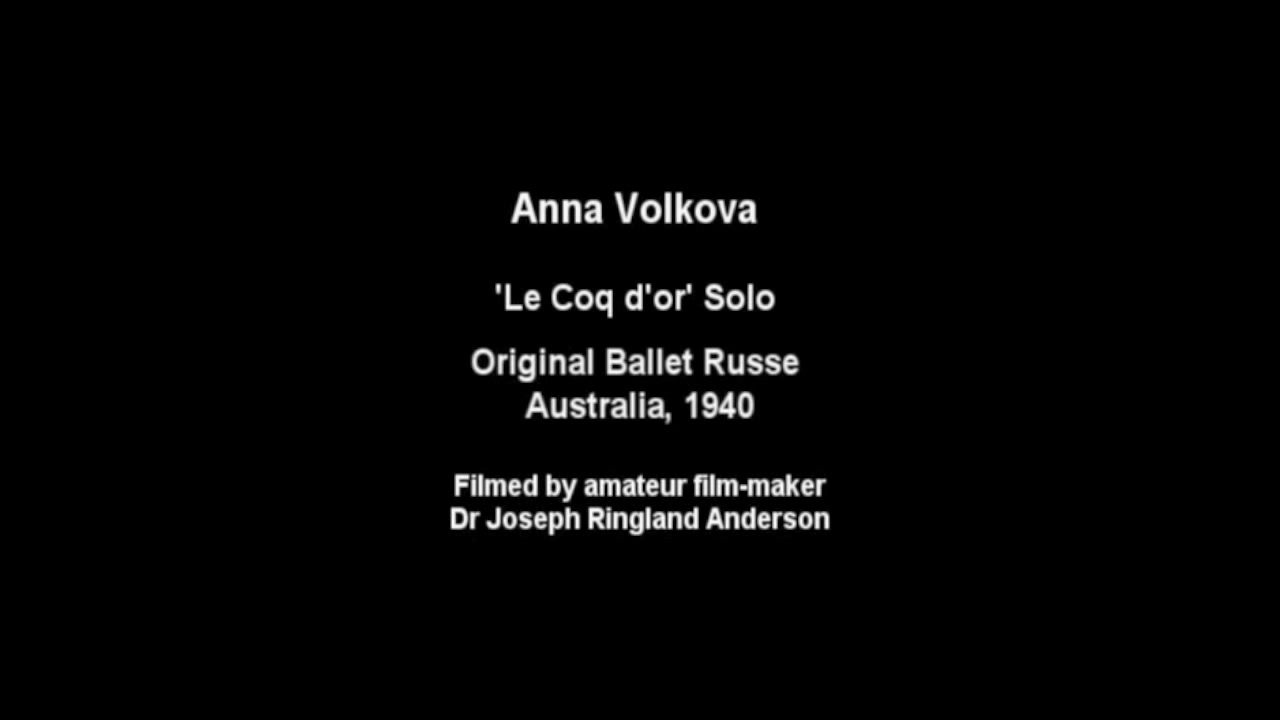 Anna Volkova
'Le Coq d'or' Solo
Original Ballet Russe
Australia, 1940
Filmed by amateur film-maker
Dr Joseph Ringland Anderson